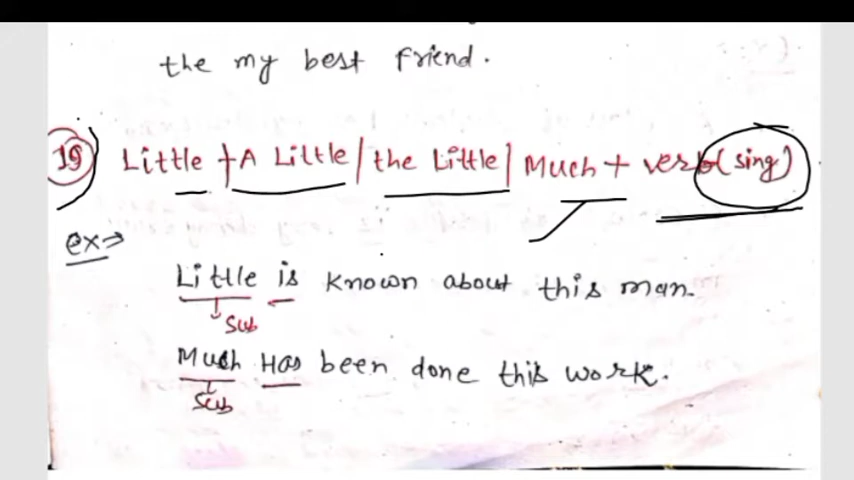 the my best friend.
19) Little + A Little / the Little / Much + verb (sing)
ex ⇒
Little is known about this man.
Sub
Much Has been done this work.
Sub